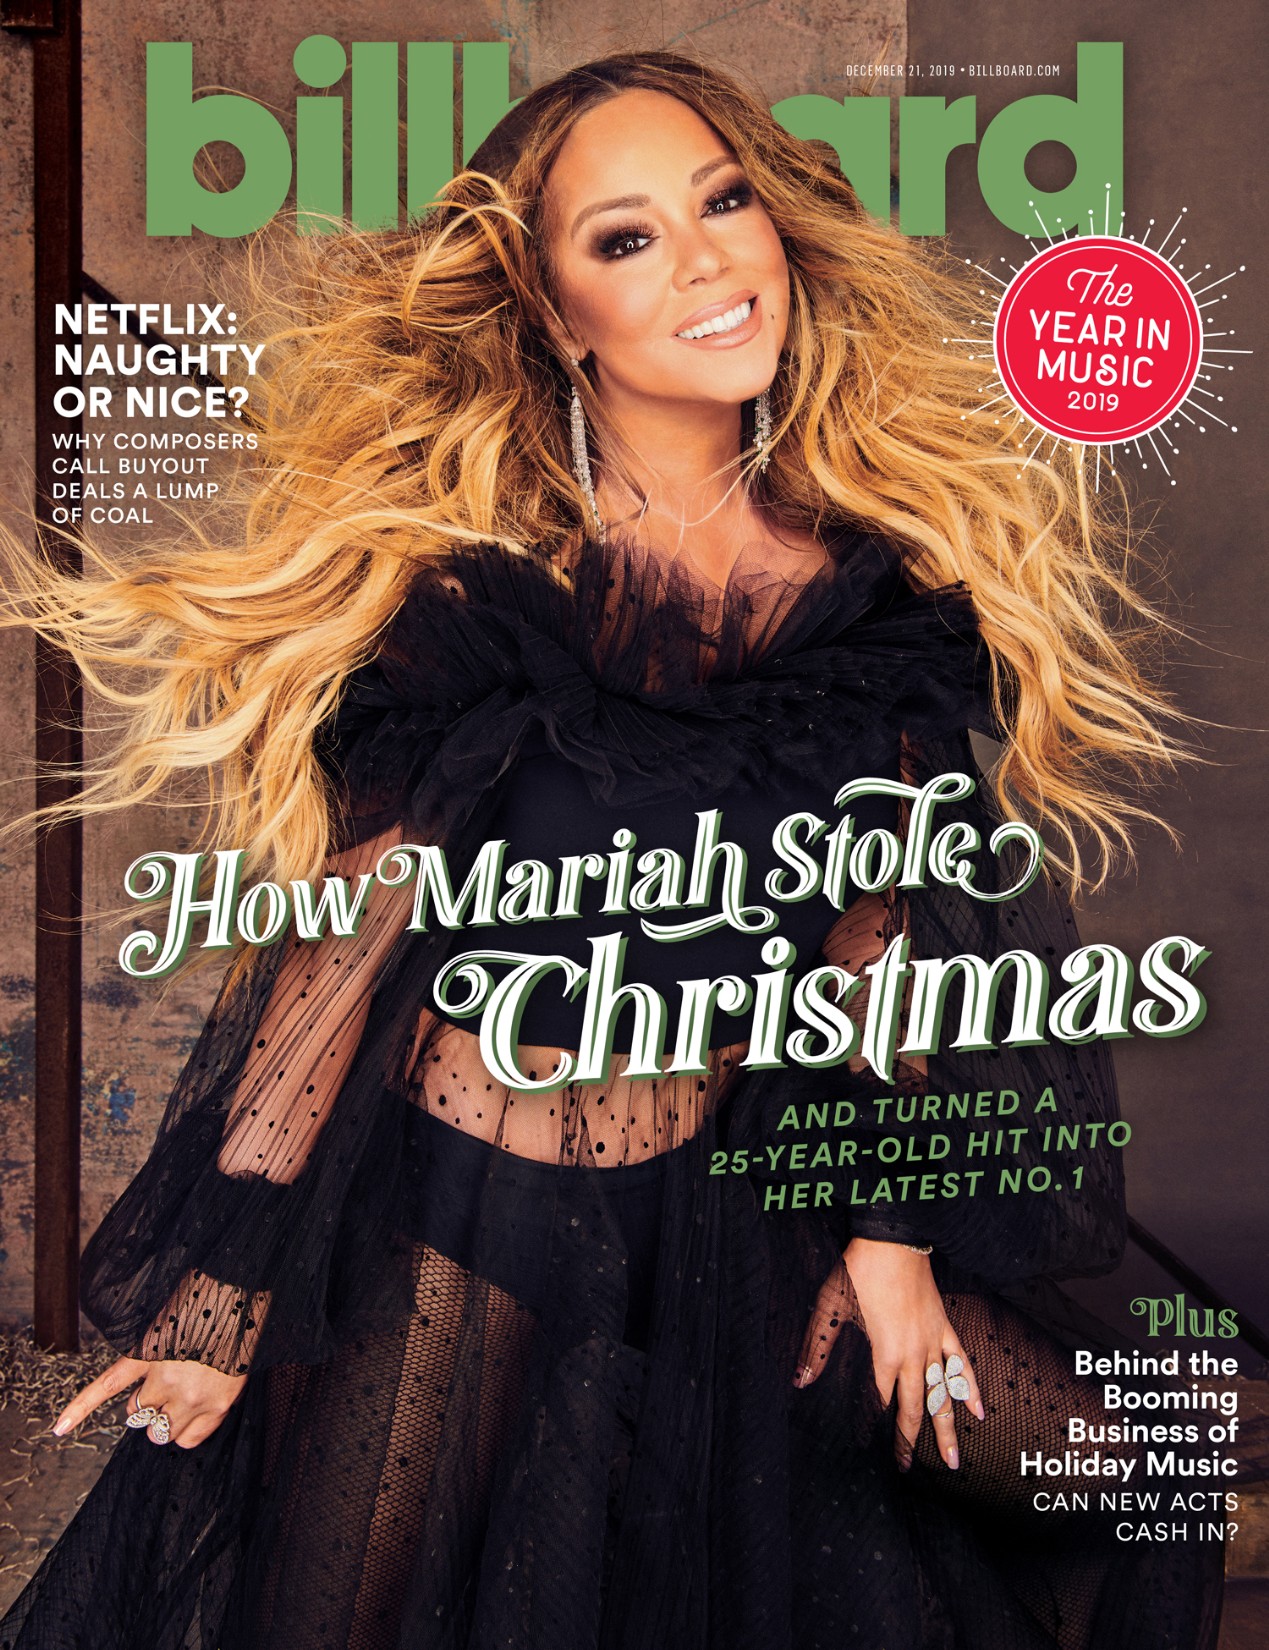 billboard
DECEMBER 21, 2019 • BILLBOARD.COM
NETFLIX:
NAUGHTY
OR NICE?
WHY COMPOSERS
CALL BUYOUT
DEALS A LUMP
OF COAL
The
YEAR IN
MUSIC
2019
How Mariah Stole
Christmas
AND TURNED A
25-YEAR-OLD HIT INTO
HER LATEST NO.1
Plus
Behind the
Booming
Business of
Holiday Music
CAN NEW ACTS
CASH IN?